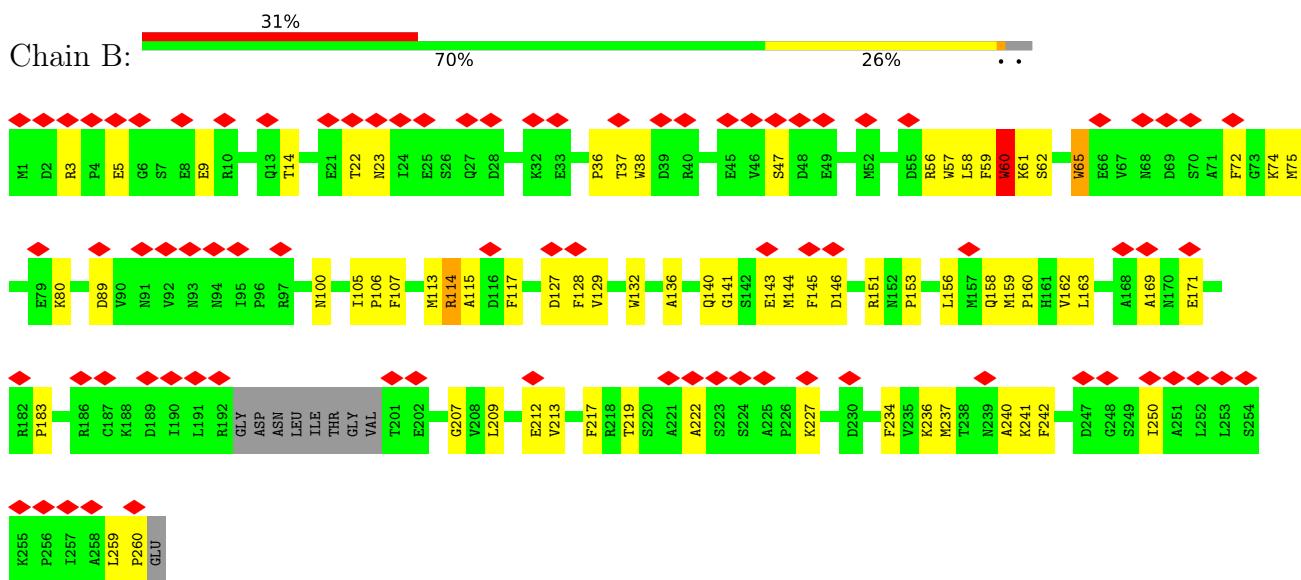 31%
Chain B:
70% 26% • •
M1 D2 R3 P4 E5 G6 S7 E8 E9 R10 Q13 T14 E21 T22 N23 I24 E25 S26 Q27 D28 K32 E33 P36 T37 W38 D39 R40 E45 V46 S47 D48 E49 M52 D55 R56 W57 L58 F59 W60 K61 S62 W65 E66 V67 N68 D69 S70 A71 F72 G73 K74 M75
E79 K80 D89 V90 N91 V92 N93 N94 I95 P96 R97 N100 I105 P106 F107 M113 R114 A115 D116 F117 D127 F128 V129 W132 A136 Q140 G141 S142 E143 M144 F145 D146 R151 N152 P153 L156 M157 Q158 M159 P160 H161 V162 L163 A168 A169 N170 E171
R182 P183 R186 C187 K188 D189 I190 L191 R192 GLY ASP ASN LEU ILE THR GLY VAL T201 E202 G207 V208 L209 E212 V213 F217 R218 T219 S220 A221 A222 S223 S224 A225 P226 K227 D230 F234 V235 K236 M237 T238 N239 A240 K241 F242 D247 G248 S249 I250 A251 L252 L253 S254
K255 P256 I257 A258 L259 P260 GLU